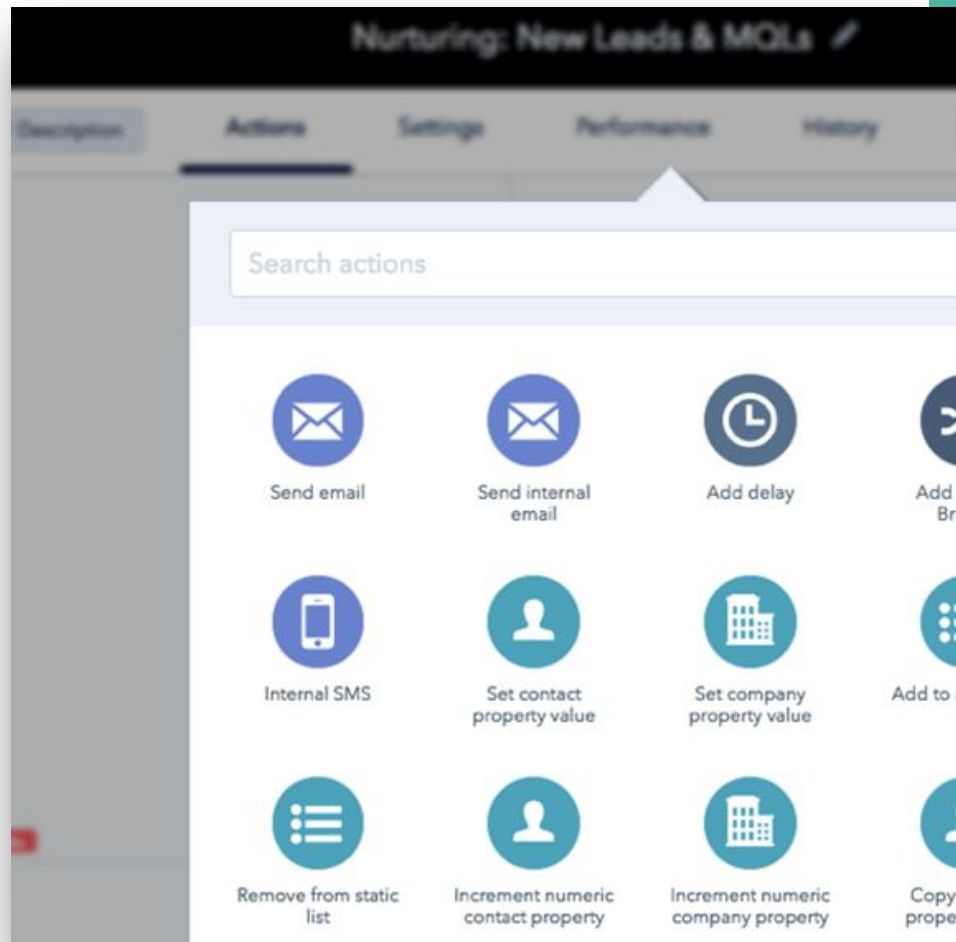 Nurturing: New Leads & MQLs
Description
Actions
Settings
Performance
History
Search actions
Send email
Send internal
email
Add delay
Add
Br
Internal SMS
Set contact
property value
Set company
property value
Add to
Remove from static
list
Increment numeric
contact property
Increment numeric
company property
Copy
prope